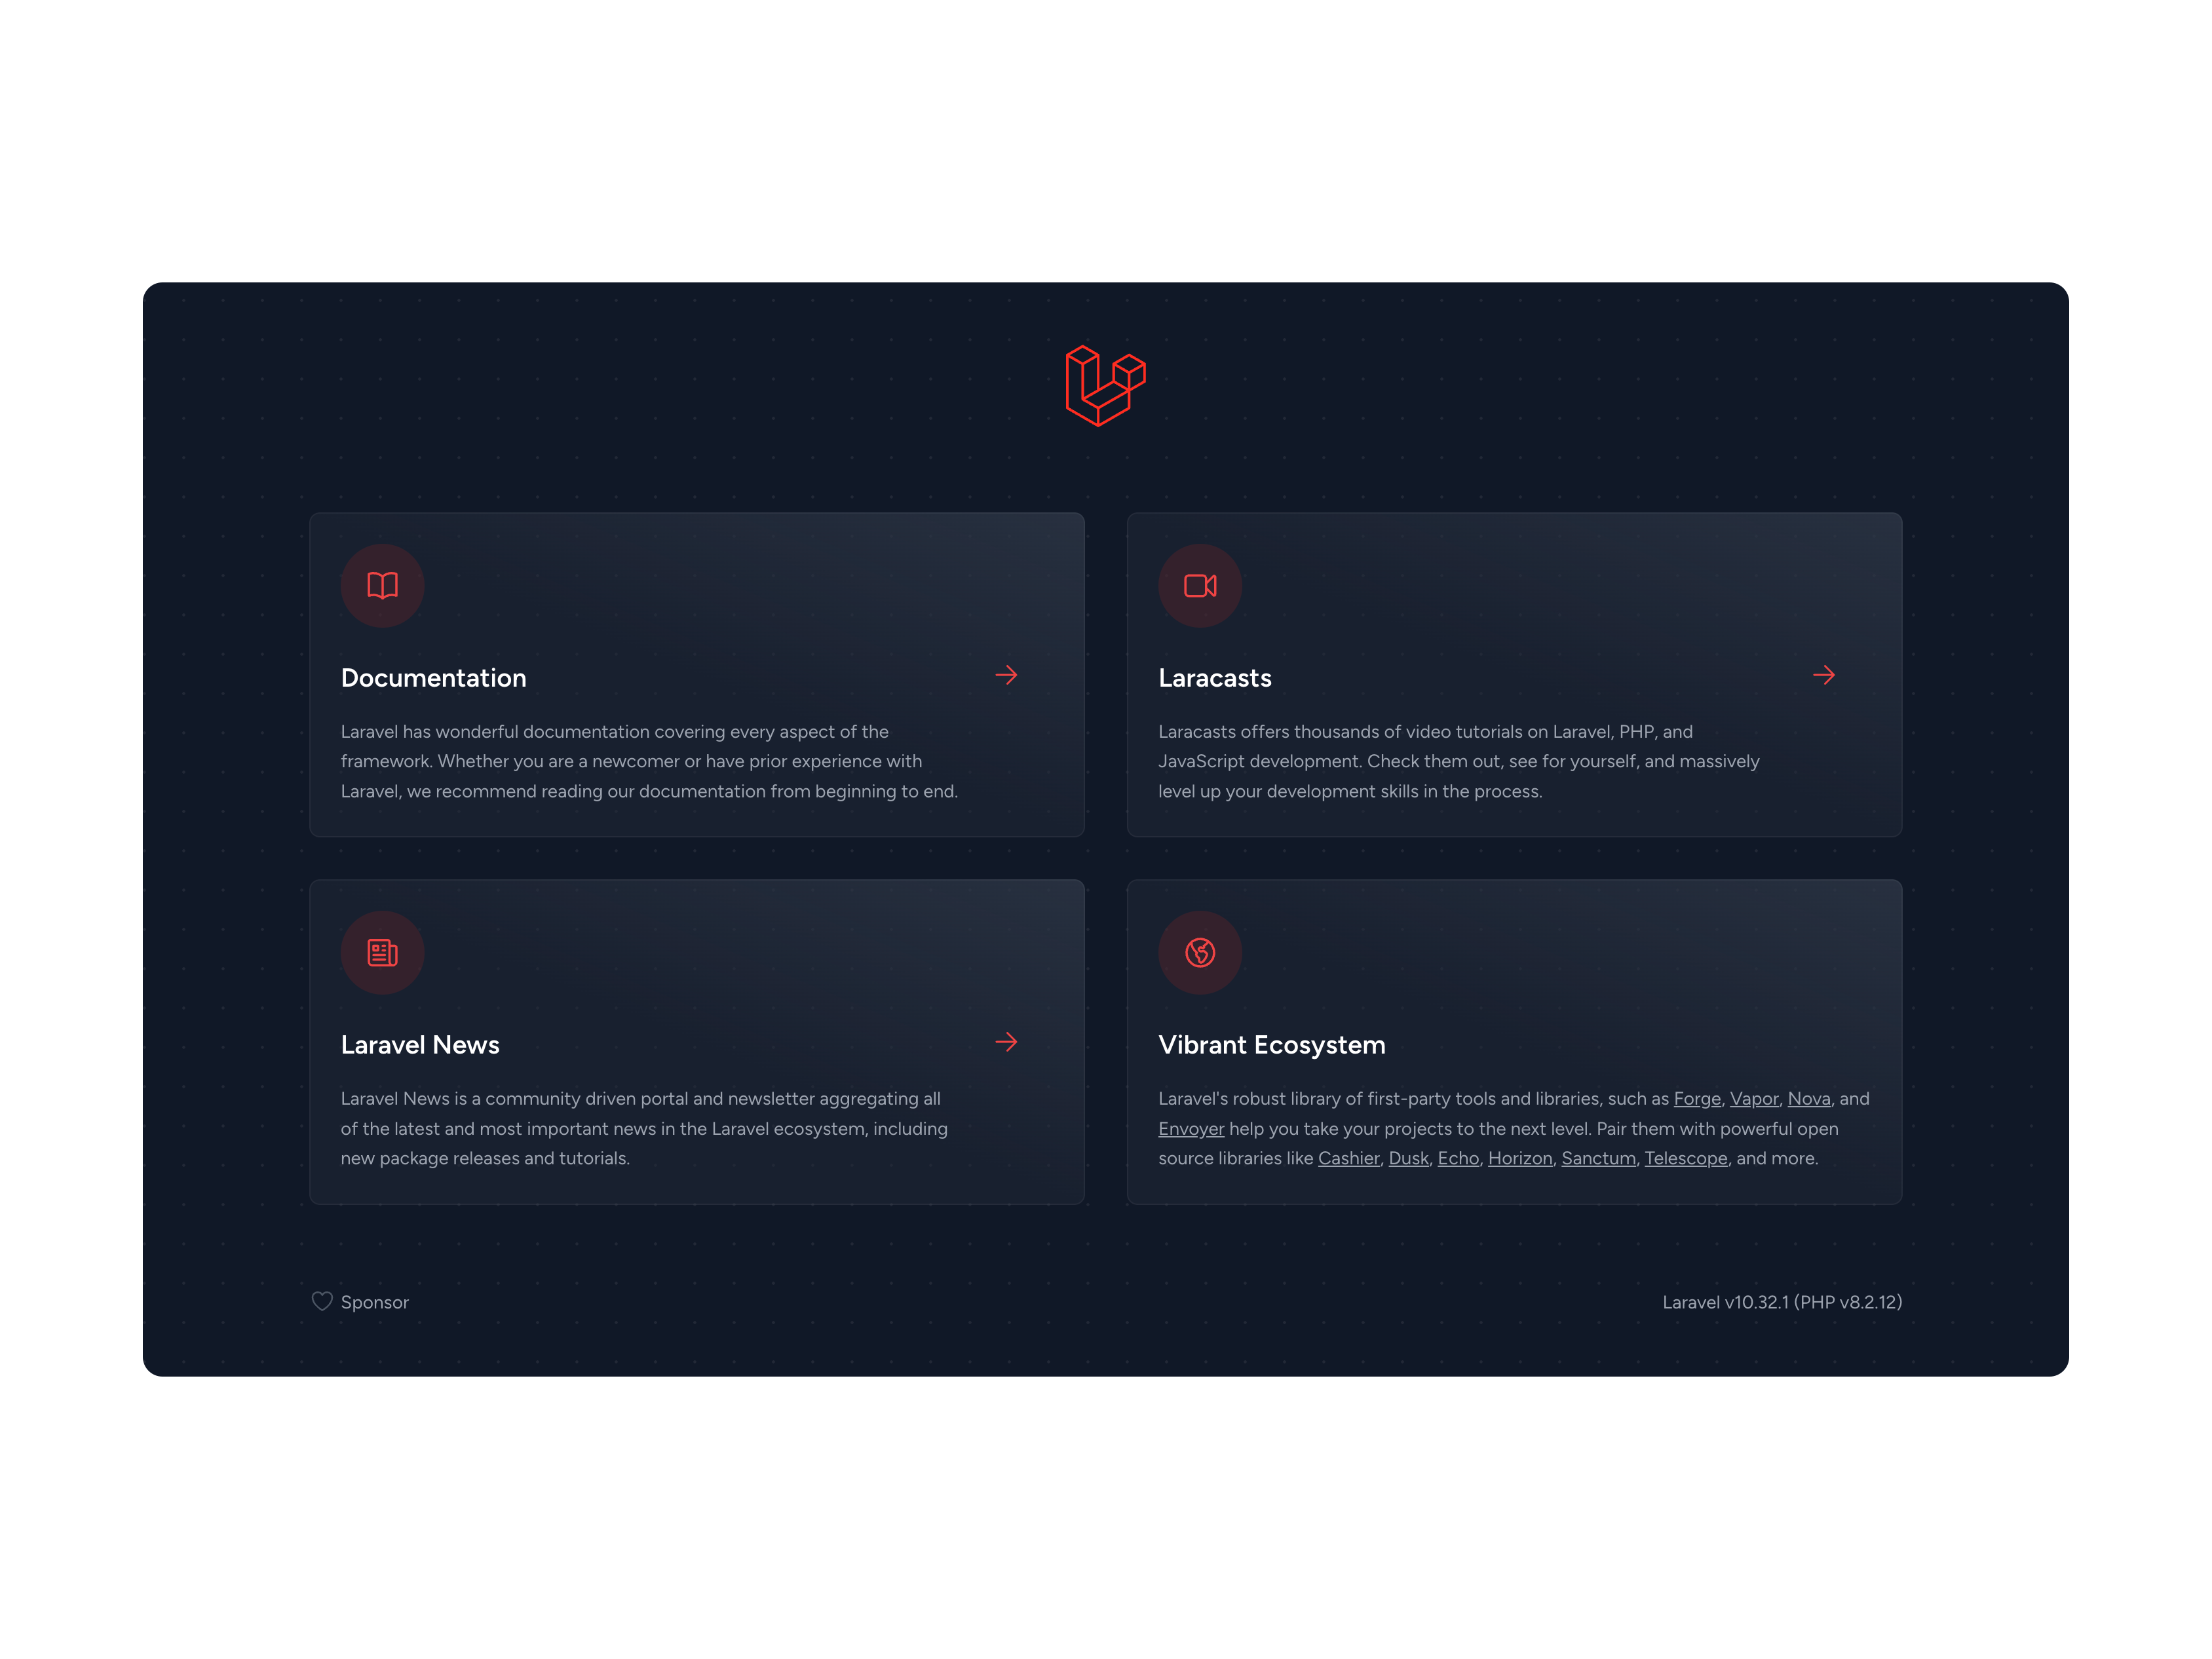 Documentation
Laravel has wonderful documentation covering every aspect of the
framework. Whether you are a newcomer or have prior experience with
Laravel, we recommend reading our documentation from beginning to end.
Laracasts
Laracasts offers thousands of video tutorials on Laravel, PHP, and
JavaScript development. Check them out, see for yourself, and massively
level up your development skills in the process.
Laravel News
Laravel News is a community driven portal and newsletter aggregating all
of the latest and most important news in the Laravel ecosystem, including
new package releases and tutorials.
Vibrant Ecosystem
Laravel's robust library of first-party tools and libraries, such as Forge, Vapor, Nova, and
Envoyer help you take your projects to the next level. Pair them with powerful open
source libraries like Cashier, Dusk, Echo, Horizon, Sanctum, Telescope, and more.
Sponsor
Laravel v10.32.1 (PHP v8.2.12)